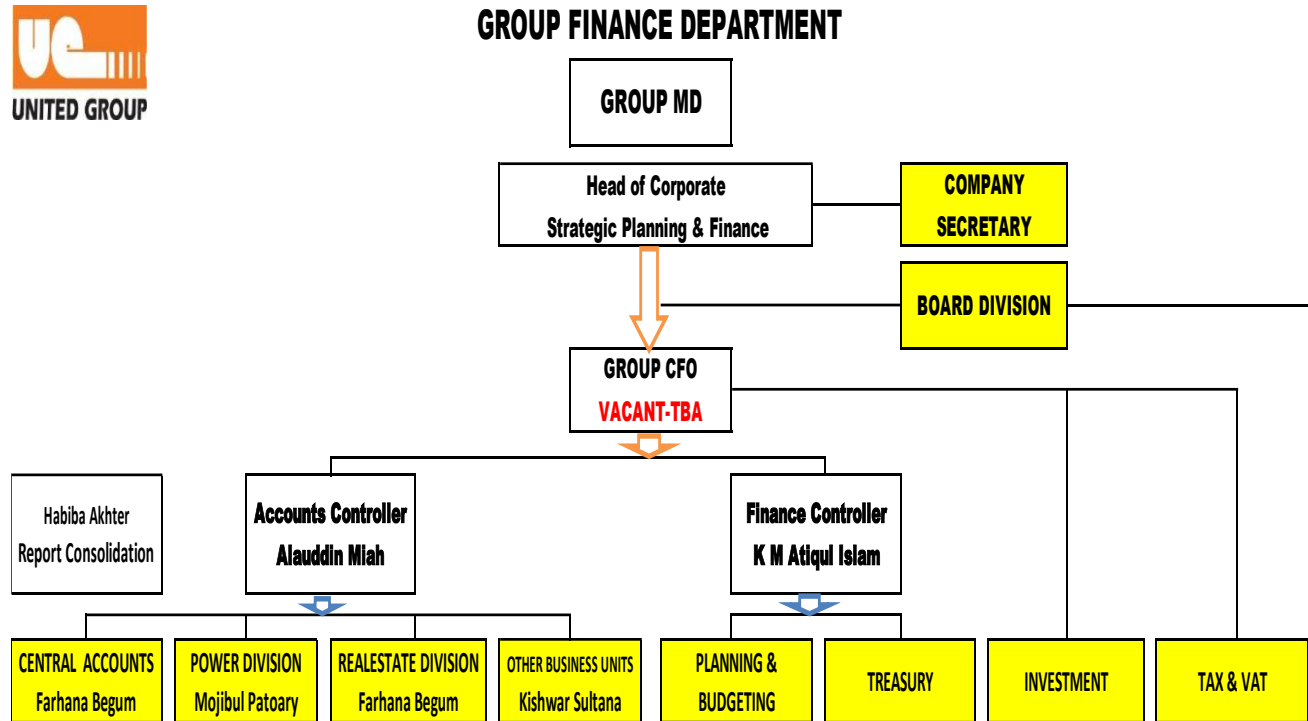 GROUP FINANCE DEPARTMENT
UNITED GROUP
GROUP MD
Head of Corporate
Strategic Planning & Finance
COMPANY
SECRETARY
BOARD DIVISION
GROUP CFO
VACANT-TBA
Habiba Akhter
Report Consolidation
Accounts Controller
Alauddin Miah
Finance Controller
K M Atiqul Islam
CENTRAL ACCOUNTS
Farhana Begum
POWER DIVISION
Mojibul Patoary
REALESTATE DIVISION
Farhana Begum
OTHER BUSINESS UNITS
Kishwar Sultana
PLANNING &
BUDGETING
TREASURY
INVESTMENT
TAX & VAT